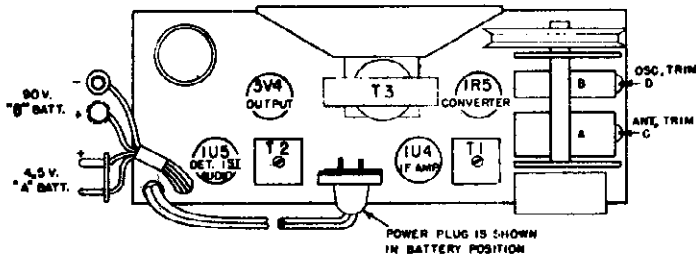 90 V.
"B" BATT.
-
+
4.5 V.
"A" BATT.
+
-
3V4
OUTPUT
T3
1R5
CONVERTER
1U5
DET. 1ST
AUDIO
T2
1U4
IF AMP
T1
B
A
OSC. TRIM
D
ANT. TRIM
C
POWER PLUG IS SHOWN
IN BATTERY POSITION